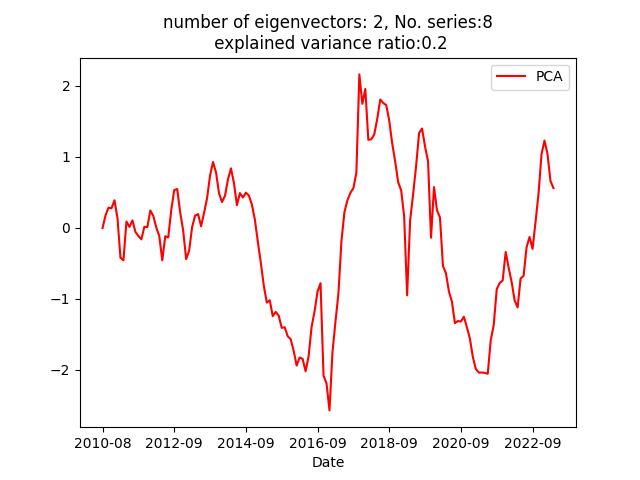 number of eigenvectors: 2, No. series:8
explained variance ratio:0.2
PCA
2
1
0
−1
−2
2010-08 2012-09 2014-09 2016-09 2018-09 2020-09 2022-09
Date